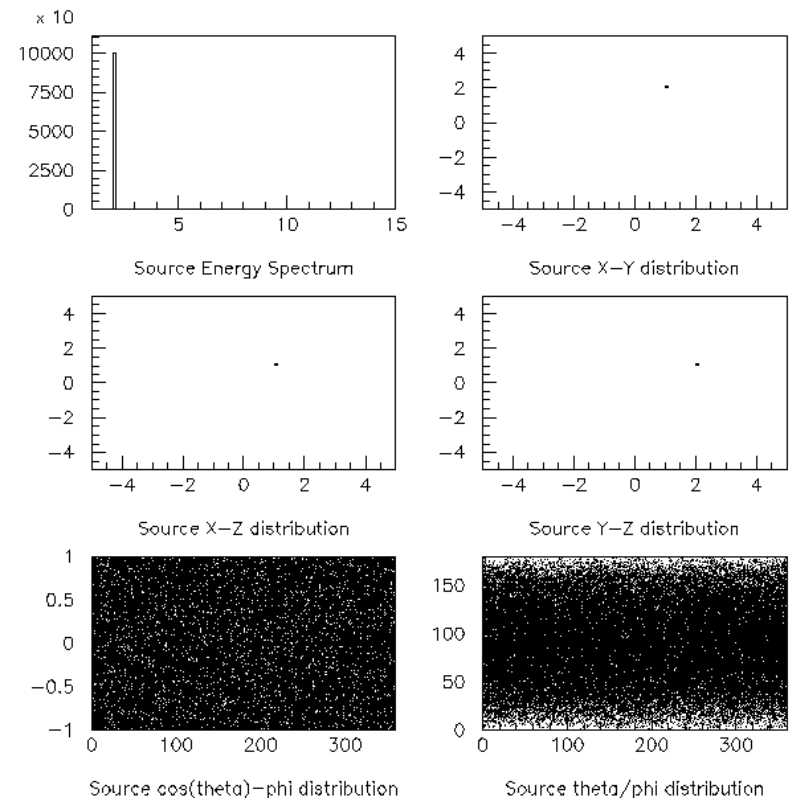 x 10
10000
7500
5000
2500
0
5 10 15
Source Energy Spectrum
4
2
0
−2
−4
−4 −2 0 2 4
Source X−Y distribution
4
2
0
−2
−4
−4 −2 0 2 4
Source X−Z distribution
4
2
0
−2
−4
−4 −2 0 2 4
Source Y−Z distribution
1
0.5
0
−0.5
−1
0 100 200 300
Source cos(theta)−phi distribution
150
100
50
0
0 100 200 300
Source theta/phi distribution